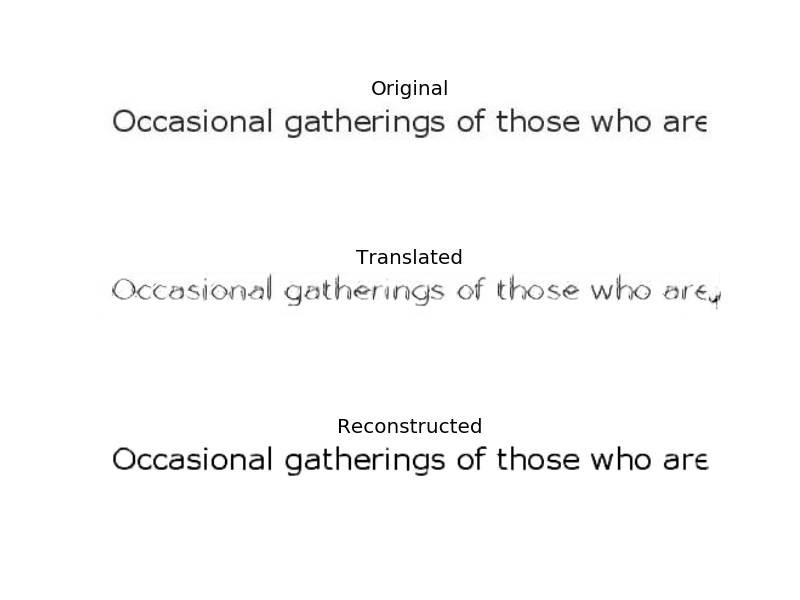 Original
Occasional gatherings of those who are
Translated
Occasional gatherings of those who are
Reconstructed
Occasional gatherings of those who are